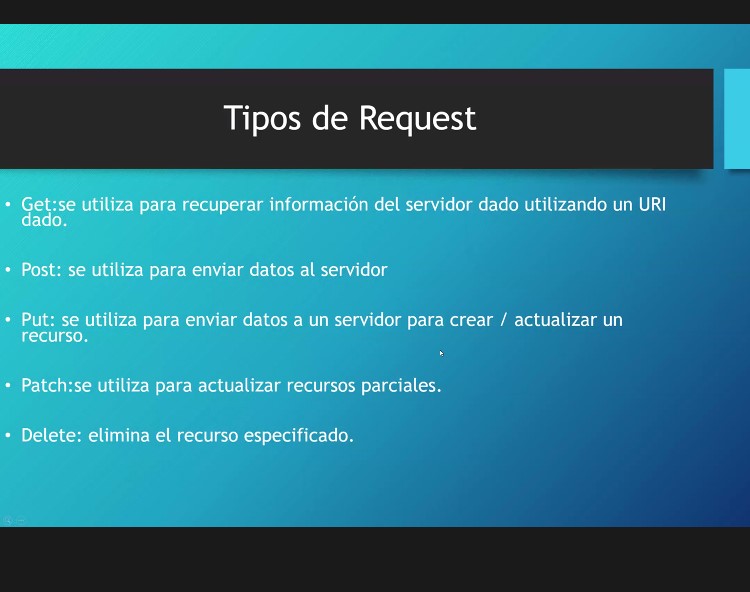 Tipos de Request
• Get:se utiliza para recuperar información del servidor dado utilizando un URI
dado.
• Post: se utiliza para enviar datos al servidor
• Put: se utiliza para enviar datos a un servidor para crear / actualizar un
recurso.
• Patch:se utiliza para actualizar recursos parciales.
• Delete: elimina el recurso especificado.